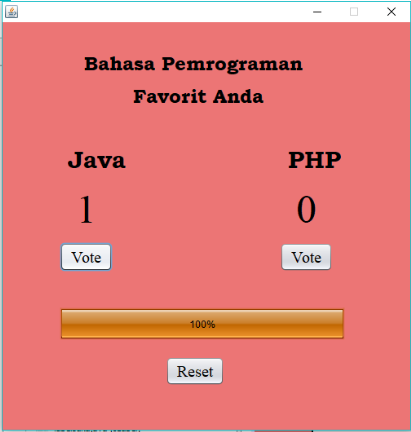 Bahasa Pemrograman
Favorit Anda
Java PHP
1 0
Vote Vote
100%
Reset